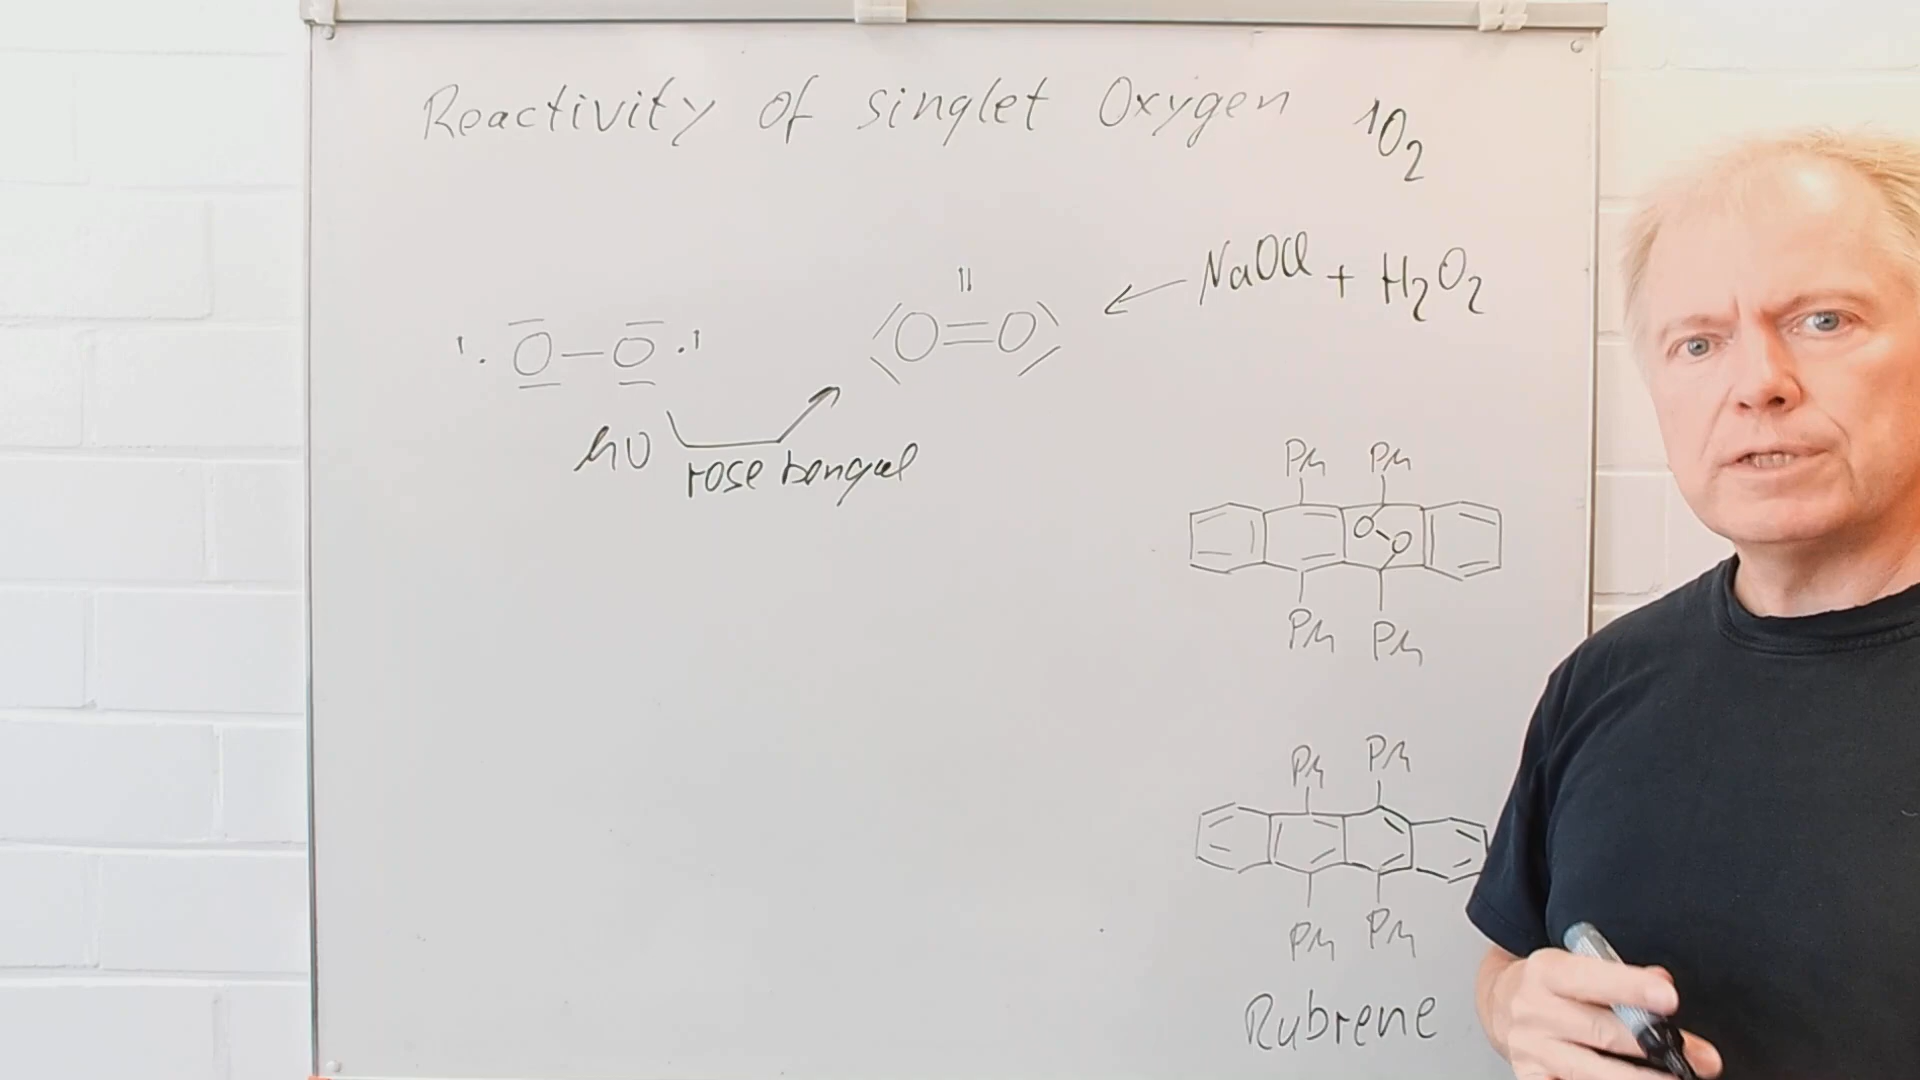 Reactivity of singlet Oxygen ¹O₂
NaOCl + H₂O₂
O=O
O—O
hν
rose bengal
Ph Ph
O
O
Ph Ph
Ph Ph
Ph Ph
Rubrene